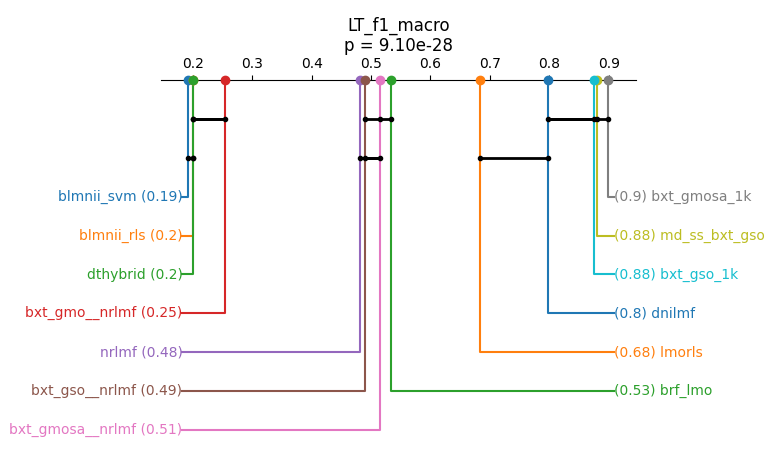 LT_f1_macro
p = 9.10e-28
0.2 0.3 0.4 0.5 0.6 0.7 0.8 0.9
blmnii_svm (0.19)
(0.9) bxt_gmosa_1k
blmnii_rls (0.2)
(0.88) md_ss_bxt_gso
dthybrid (0.2)
(0.88) bxt_gso_1k
bxt_gmo__nrlmf (0.25)
(0.8) dnilmf
nrlmf (0.48)
(0.68) lmorls
bxt_gso__nrlmf (0.49)
(0.53) brf_lmo
bxt_gmosa__nrlmf (0.51)